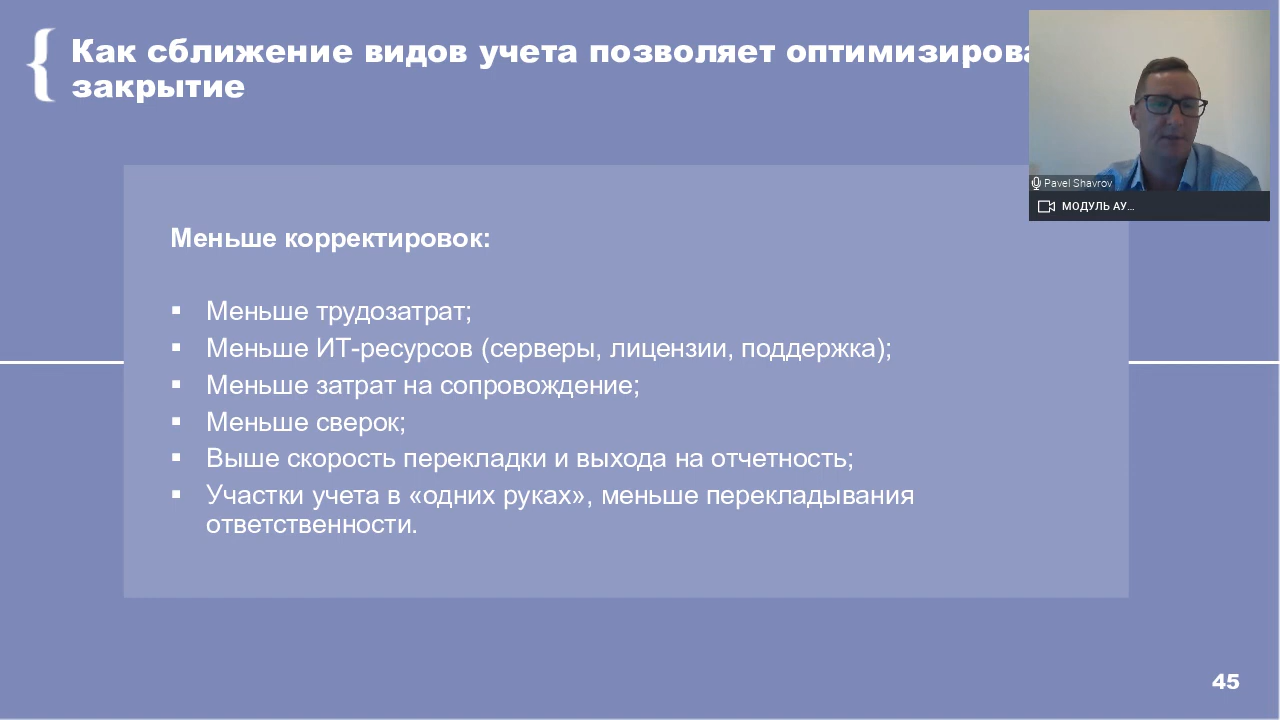 Как сближение видов учета позволяет
закрытие
Pavel Shavrov
МОДУЛЬ АУ...
Меньше корректировок:
▪ Меньше трудозатрат;
▪ Меньше ИТ-ресурсов (серверы, лицензии, поддержка);
▪ Меньше затрат на сопровождение;
▪ Меньше сверок;
▪ Выше скорость перекладки и выхода на отчетность;
▪ Участки учета в «одних руках», меньше перекладывания
ответственности.
45